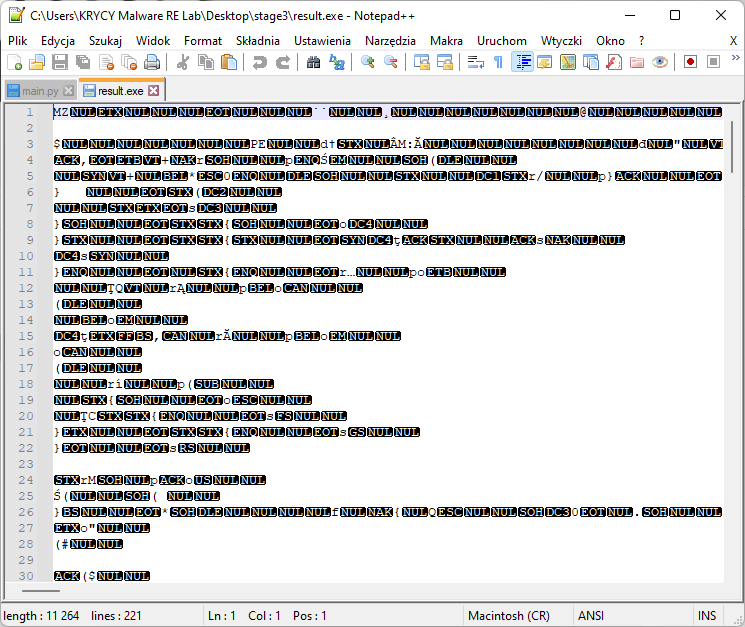 C:\Users\KRYCY Malware RE Lab\Desktop\stage3\result.exe - Notepad++
Plik Edycja Szukaj Widok Format Składnia Ustawienia Narzędzia Makra Uruchom Wtyczki Okno ? X
main.py result.exe
1 MZNULETXNULNULNULEOTNULNULNUL˙˙NULNUL¸NULNULNULNULNULNULNUL@NULNULNULNULNUL
2
3 $NULNULNULNULNULNULNULPENULNULd†STXNULÂM:ĂNULNULNULNULNULNULNULNULđNUL"NULVT
4 ACK,EOTETBVT+NAKrSOHNULNULpENQŚEMNULNULSOH(DLENULNUL
5 NULSYNVT+NULBEL*ESC0ENQNULDLESOHNULNULSTXNULNULDC1STXr/NULNULp}ACKNULNULEOT
6 } NULNULEOTSTX(DC2NULNUL
7 NULNULSTXETXEOTsDC3NULNUL
8 }SOHNULNULEOTSTXSTX{SOHNULNULEOToDC4NULNUL
9 }STXNULNULEOTSTXSTX{STXNULNULEOTSYNDC4ţACKSTXNULNULACKsNAKNULNUL
10 DC4sSYNNULNUL
11 }ENQNULNULEOTNULSTX{ENQNULNULEOTr…NULNULpoETBNULNUL
12 NULNULŢQVTNULrĄNULNULpBELoCANNULNUL
13 (DLENULNUL
14 NULBELoEMNULNUL
15 DC4ţETXFFBS,CANNULrĂNULNULpBELoEMNULNUL
16 oCANNULNUL
17 (DLENULNUL
18 NULNULríNULNULp(SUBNULNUL
19 NULSTX{SOHNULNULEOToESCNULNUL
20 NULŢCSTXSTX{ENQNULNULEOTsFSNULNUL
21 }ETXNULNULEOTSTXSTX{ENQNULNULEOTsGSNULNUL
22 }EOTNULNULEOTsRSNULNUL
23
24 STXrMSOHNULpACKoUSNULNUL
25 Ś(NULNULSOH( NULNUL
26 }BSNULNULEOT*SOHDLENULNULNULNULfNULNAK{NULQESCNULNULSOHDC30EOTNUL.SOHNULNUL
27 ETXo"NULNUL
28 (#NULNUL
29
30 ACK($NULNUL
length : 11 264 lines : 221 Ln : 1 Col : 1 Pos : 1 Macintosh (CR) ANSI INS